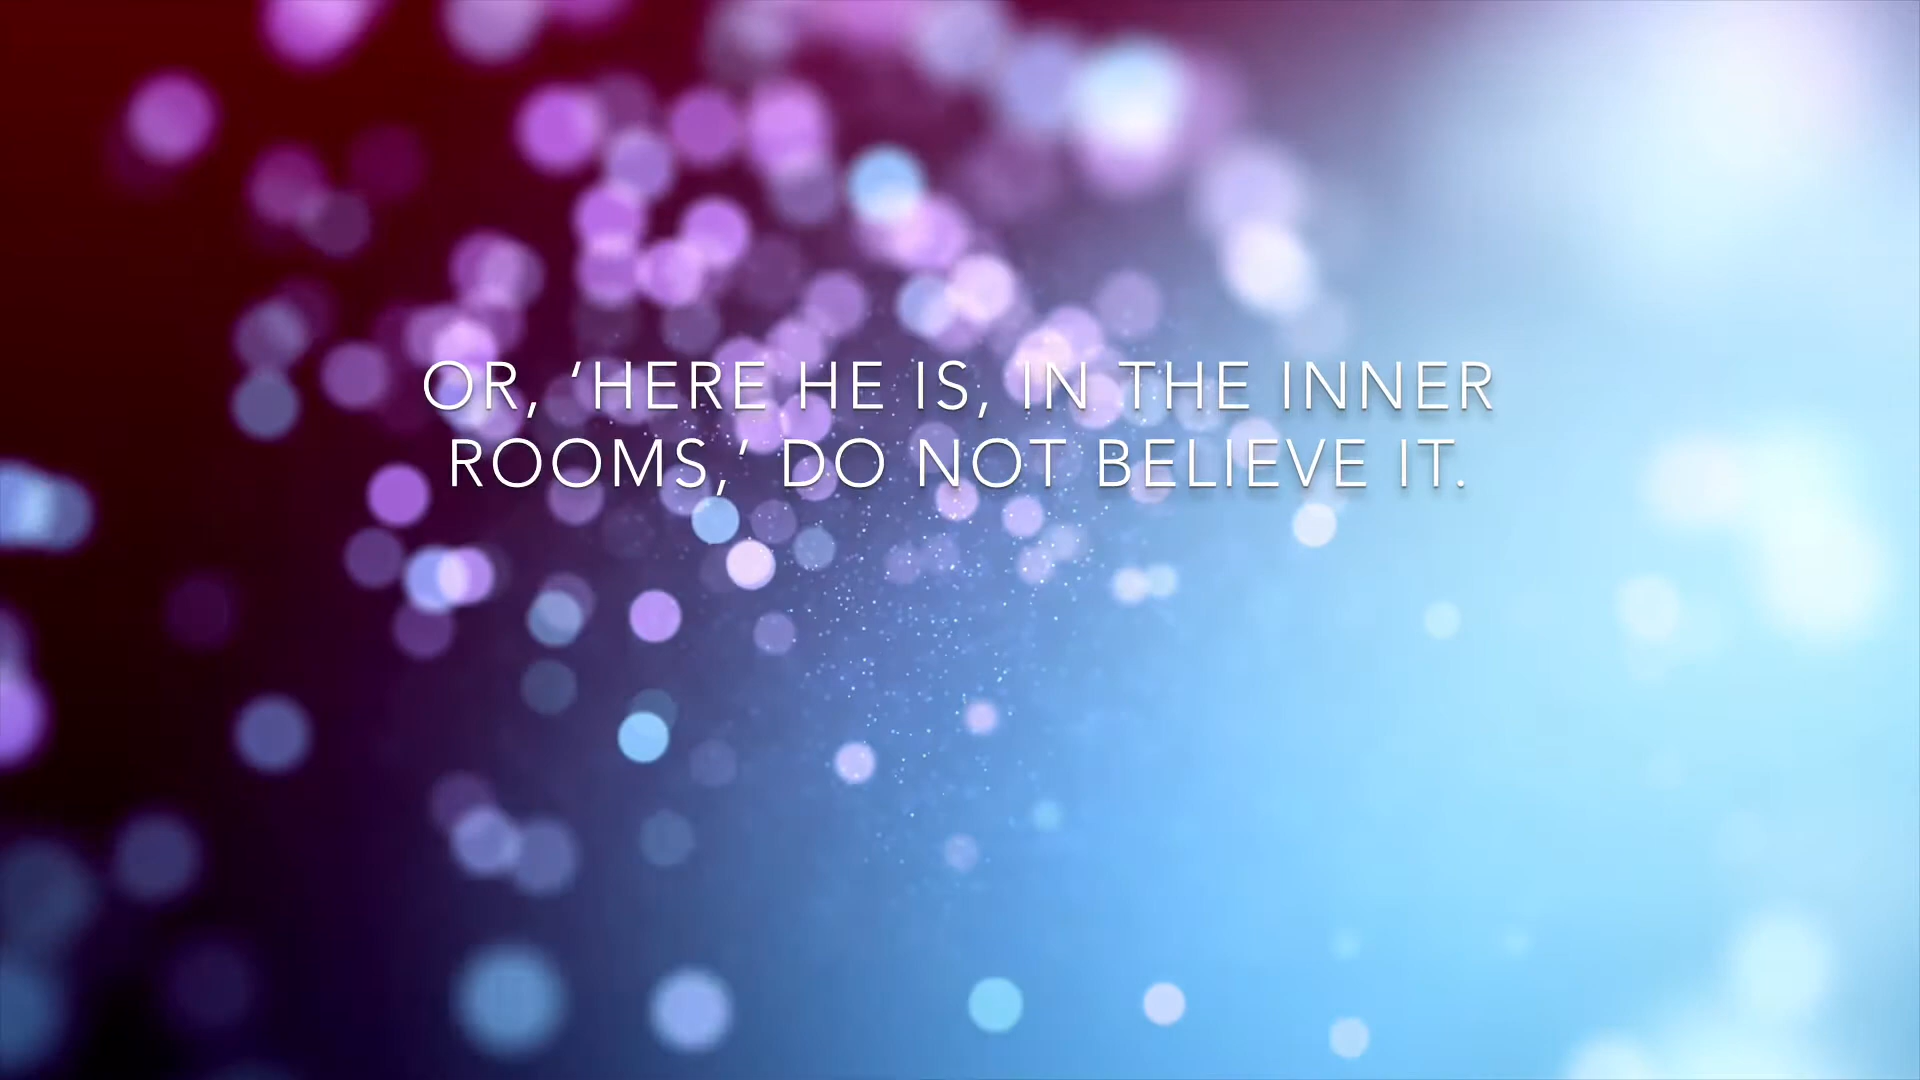 OR, ‘HERE HE IS, IN THE INNER
ROOMS,’ DO NOT BELIEVE IT.